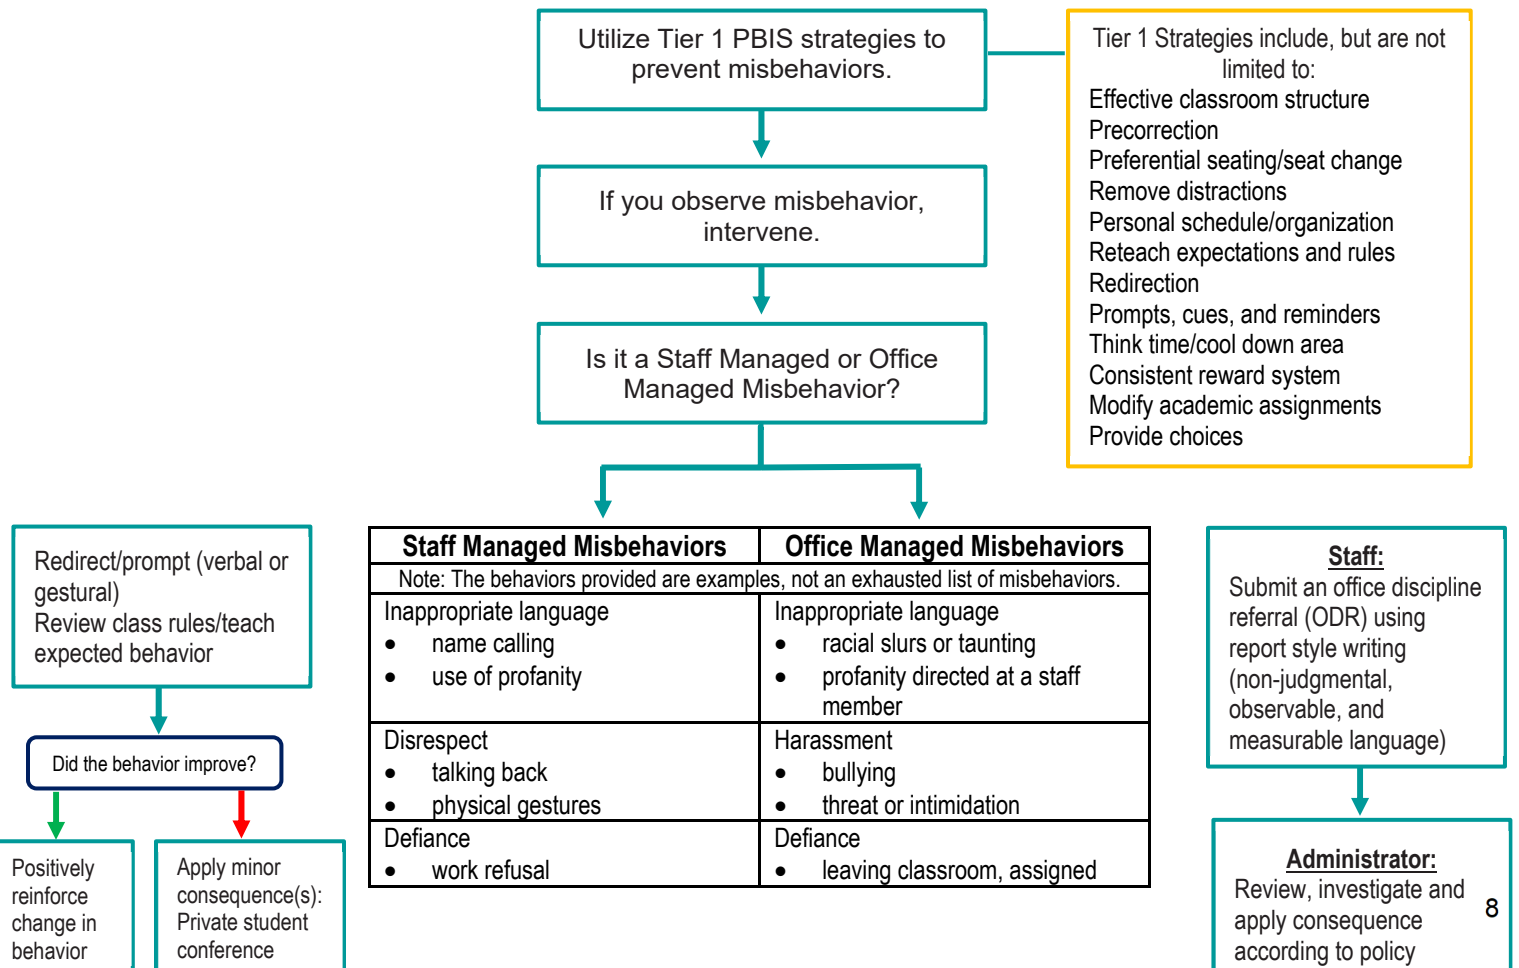 Utilize Tier 1 PBIS strategies to
prevent misbehaviors.
Tier 1 Strategies include, but are not
limited to:
Effective classroom structure
Precorrection
Preferential seating/seat change
Remove distractions
Personal schedule/organization
Reteach expectations and rules
Redirection
Prompts, cues, and reminders
Think time/cool down area
Consistent reward system
Modify academic assignments
Provide choices
If you observe misbehavior,
intervene.
Is it a Staff Managed or Office
Managed Misbehavior?
Redirect/prompt (verbal or
gestural)
Review class rules/teach
expected behavior
Did the behavior improve?
Positively
reinforce
change in
behavior
Apply minor
consequence(s):
Private student
conference
Staff Managed Misbehaviors
Office Managed Misbehaviors
Note: The behaviors provided are examples, not an exhausted list of misbehaviors.
Inappropriate language
• name calling
• use of profanity
Inappropriate language
• racial slurs or taunting
• profanity directed at a staff
member
Disrespect
• talking back
• physical gestures
Harassment
• bullying
• threat or intimidation
Defiance
• work refusal
Defiance
• leaving classroom, assigned
Staff:
Submit an office discipline
referral (ODR) using
report style writing
(non-judgmental,
observable, and
measurable language)
Administrator:
Review, investigate and
apply consequence
according to policy
8